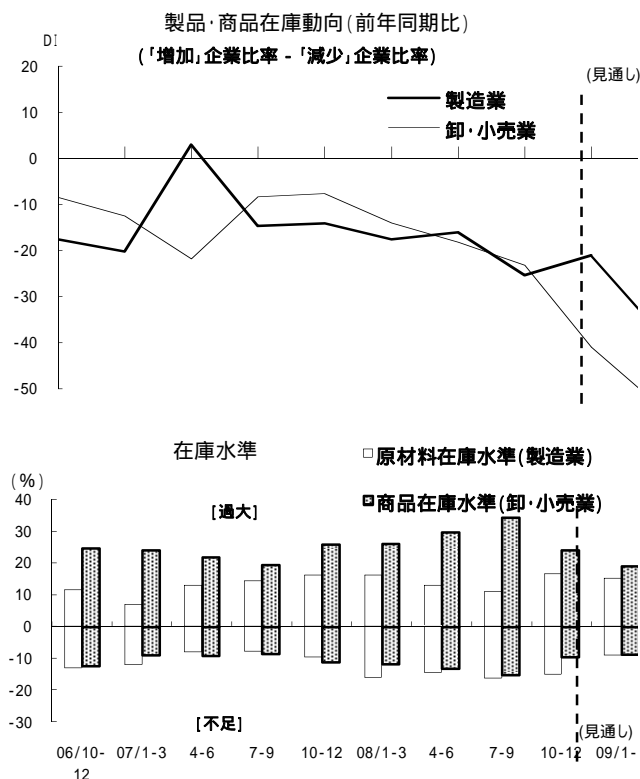 製品･商品在庫動向(前年同期比)
DI
(｢増加｣企業比率 - ｢減少｣企業比率)
(見通し)
製造業
卸･小売業
20
10
0
-10
-20
-30
-40
-50
在庫水準
□原材料在庫水準(製造業)
(%)
商品在庫水準(卸･小売業)
[過大]
40
30
20
10
0
-10
-20
-30
[不足]
(見通し)
06/10-12 07/1-3 4-6 7-9 10-12 08/1-3 4-6 7-9 10-12 09/1-